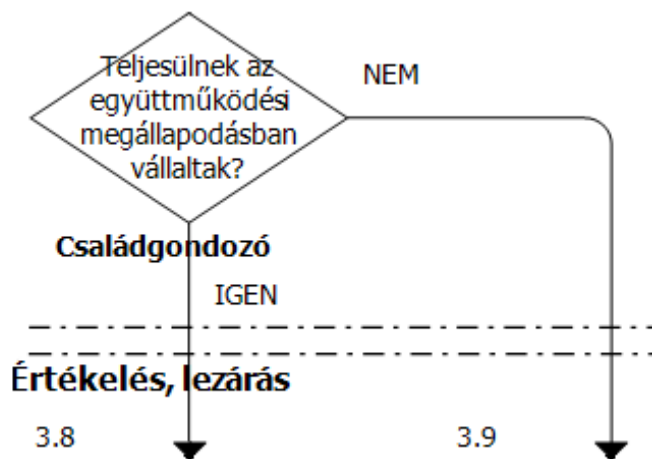 Teljesülnek az
együttműködési
megállapodásban
vállaltak?
NEM
Családgondozó
IGEN
Értékelés, lezárás
3.8
3.9